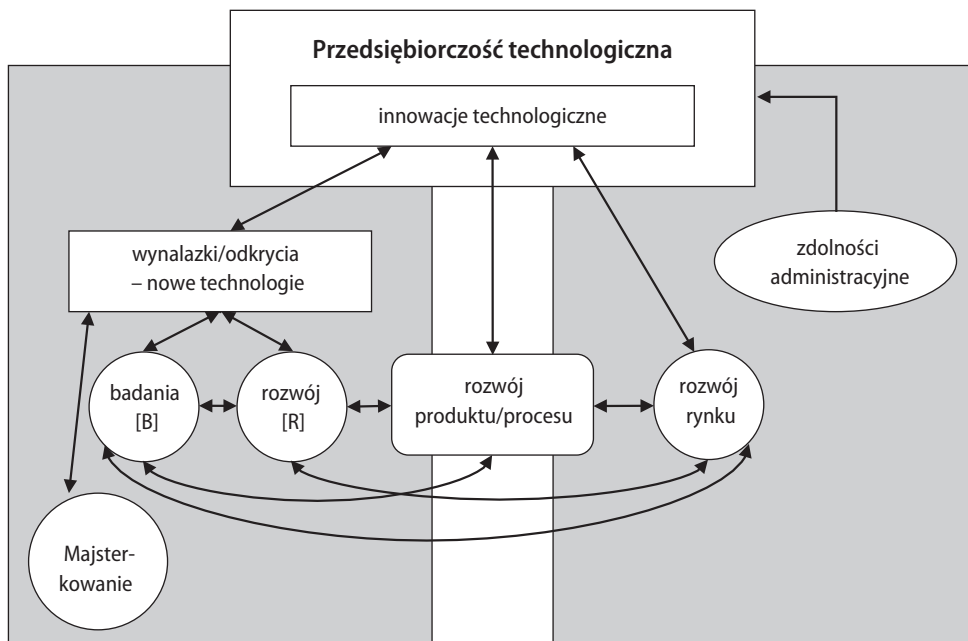 Przedsiębiorczość technologiczna
innowacje technologiczne
wynalazki/odkrycia
– nowe technologie
zdolności
administracyjne
badania
[B]
rozwój
[R]
rozwój
produktu/procesu
rozwój
rynku
Majster-
kowanie